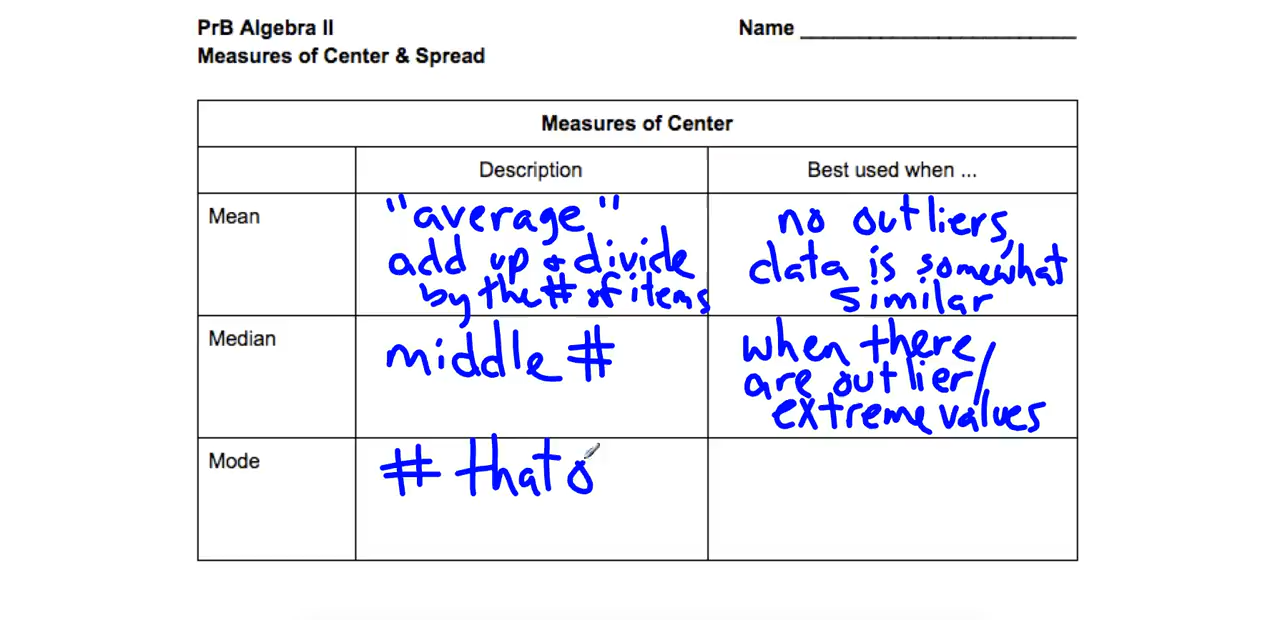 PrB Algebra II
Name ________________________
Measures of Center & Spread
Measures of Center
Description
Best used when ...
Mean
"average"
add up & divide
by the # of items
no outliers,
data is somewhat
similar
Median
middle #
when there
are outlier/
extreme values
Mode
# that o